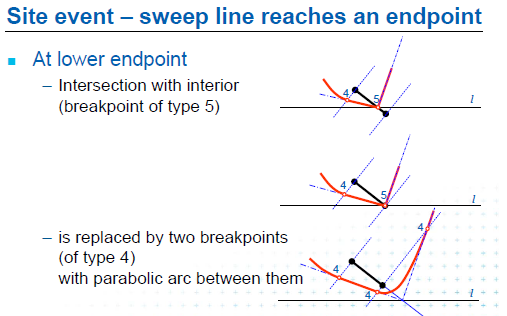 Site event – sweep line reaches an endpoint
At lower endpoint
– Intersection with interior
(breakpoint of type 5)
4
5
l
4
5
l
– is replaced by two breakpoints
(of type 4)
with parabolic arc between them
4
4
4
l